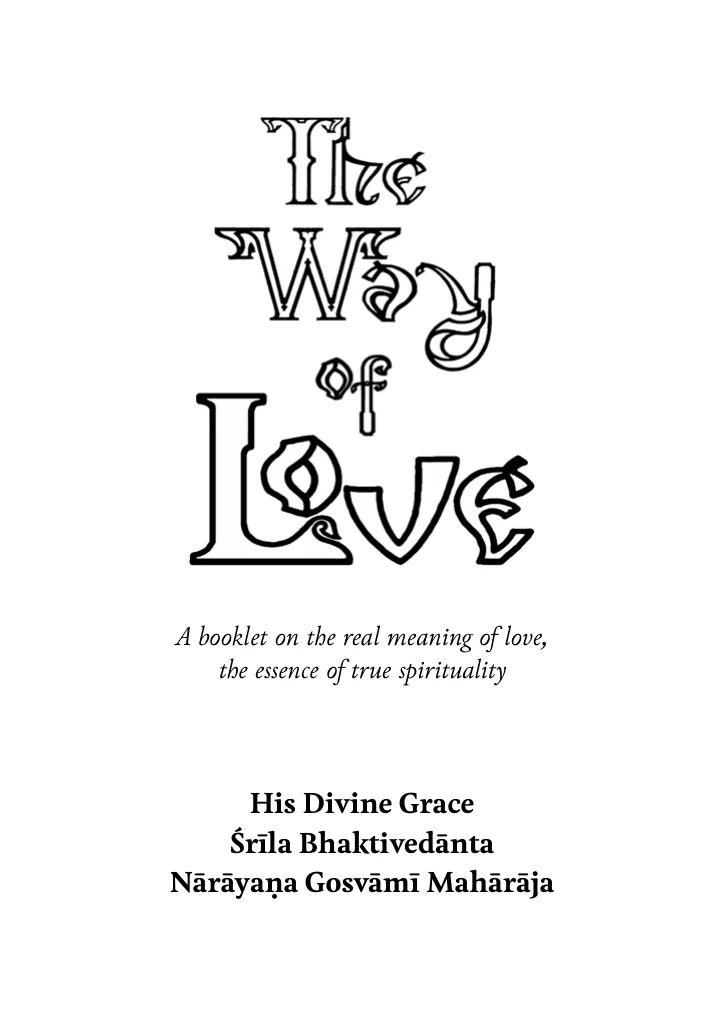 The
Way
of
Love
A booklet on the real meaning of love,
the essence of true spirituality
His Divine Grace
Śrīla Bhaktivedānta
Nārāyaṇa Gosvāmī Mahārāja